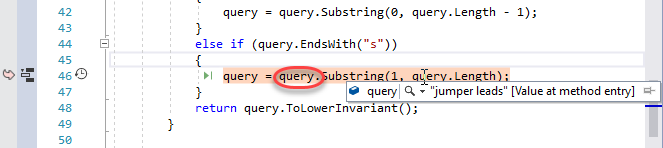 42 query = query.Substring(0, query.Length - 1);
43 }
44 else if (query.EndsWith("s"))
45 {
46 query = query.Substring(1, query.Length);
47 }
query "jumper leads" [Value at method entry]
48 return query.ToLowerInvariant();
49 }
50